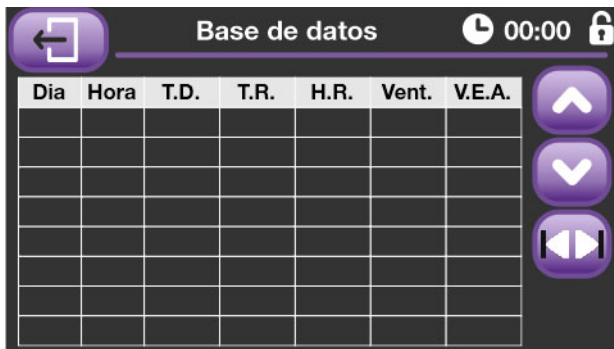 Base de datos 00:00
Dia Hora T.D. T.R. H.R. Vent. V.E.A.